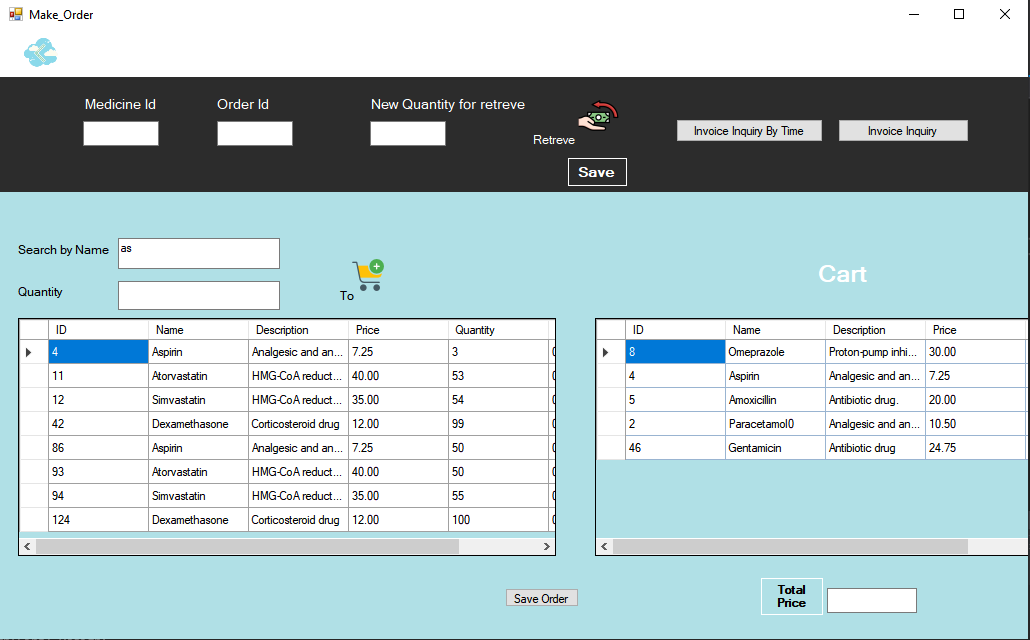 Make_Order
Medicine Id Order Id New Quantity for retreve
Retreve
Invoice Inquiry By Time Invoice Inquiry
Save
Search by Name as
Quantity
To
Cart
ID Name Description Price Quantity
4 Aspirin Analgesic and an... 7.25 3
11 Atorvastatin HMG-CoA reduct... 40.00 53
12 Simvastatin HMG-CoA reduct... 35.00 54
42 Dexamethasone Corticosteroid drug 12.00 99
86 Aspirin Analgesic and an... 7.25 50
93 Atorvastatin HMG-CoA reduct... 40.00 50
94 Simvastatin HMG-CoA reduct... 35.00 55
124 Dexamethasone Corticosteroid drug 12.00 100
ID Name Description Price
8 Omeprazole Proton-pump inhi... 30.00
4 Aspirin Analgesic and an... 7.25
5 Amoxicillin Antibiotic drug. 20.00
2 Paracetamol0 Analgesic and an... 10.50
46 Gentamicin Antibiotic drug 24.75
Save Order
Total
Price